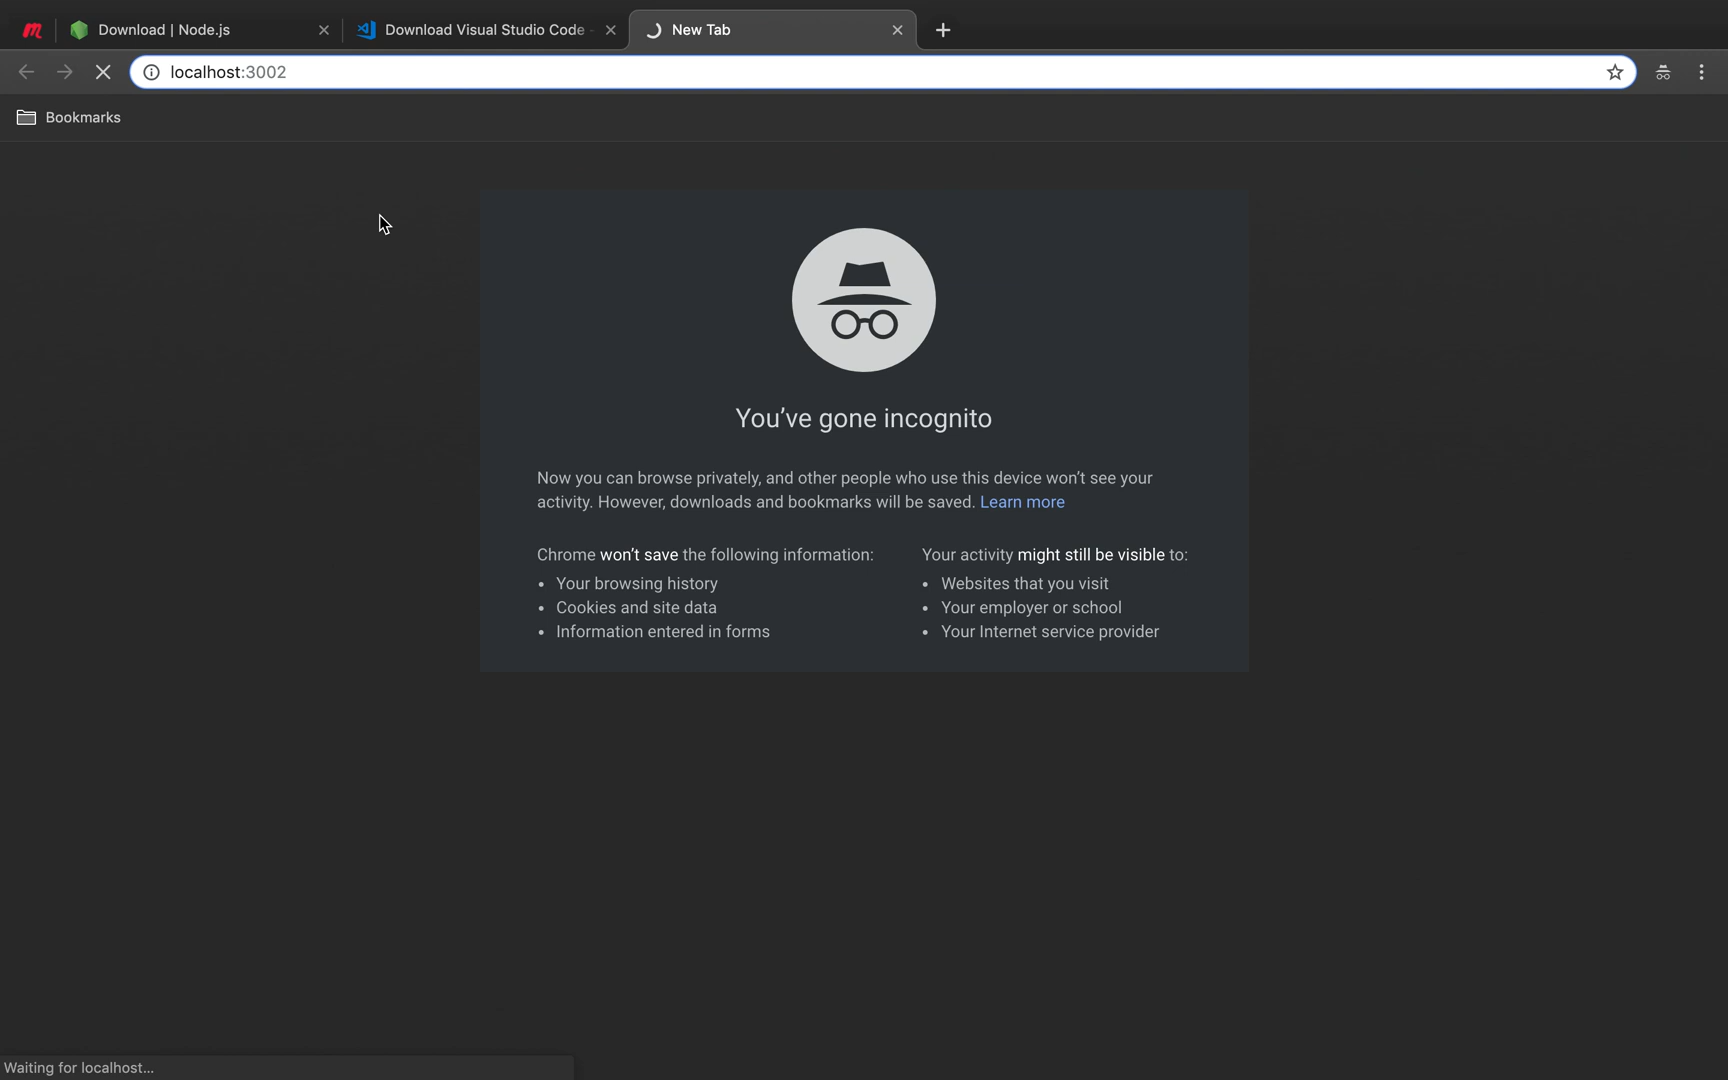 Download | Node.js
Download Visual Studio Code -
New Tab
localhost:3002
Bookmarks
You've gone incognito
Now you can browse privately, and other people who use this device won't see your
activity. However, downloads and bookmarks will be saved. Learn more
Chrome won't save the following information:
• Your browsing history
• Cookies and site data
• Information entered in forms
Your activity might still be visible to:
• Websites that you visit
• Your employer or school
• Your Internet service provider
Waiting for localhost...